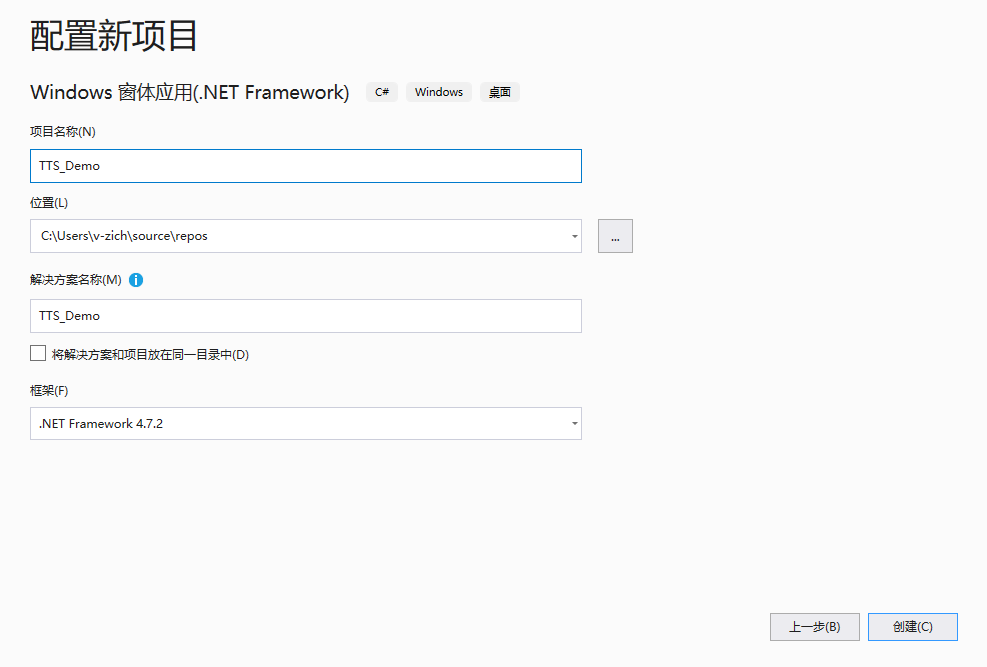 配置新项目
Windows 窗体应用(.NET Framework) C# Windows 桌面
项目名称(N)
TTS_Demo
位置(L)
C:\Users\v-zich\source\repos
...
解决方案名称(M)
TTS_Demo
将解决方案和项目放在同一目录中(D)
框架(F)
.NET Framework 4.7.2
上一步(B) 创建(C)